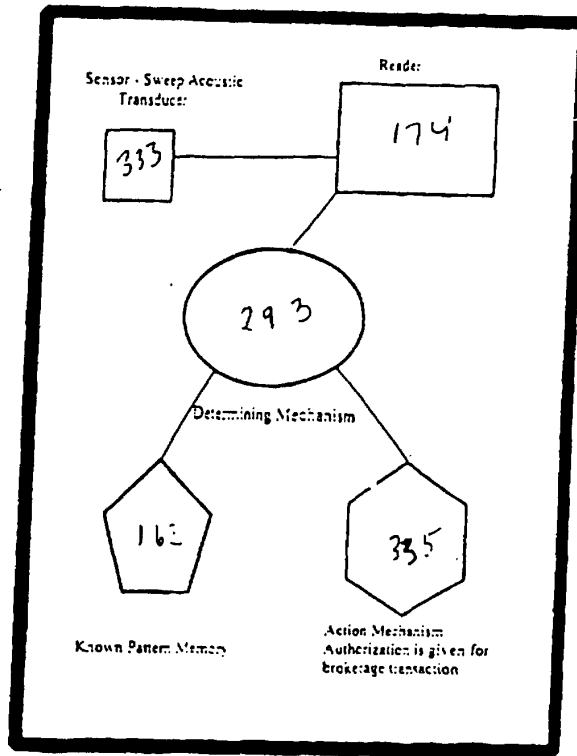 Sensor - Sweep Acoustic
Transducer
Reader
333
174
293
Determining Mechanism
335
Known Pattern Memory
Action Mechanism
Authorization is given for
brokerage transaction